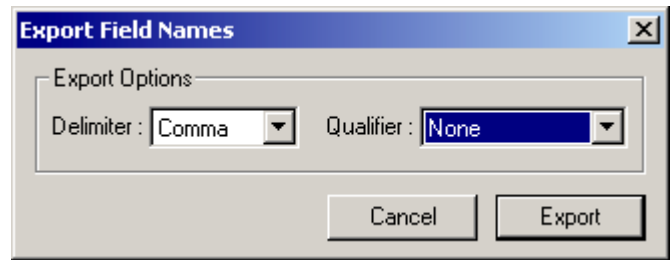 Export Field Names
Export Options
Delimiter : Comma Qualifier : None
Cancel Export